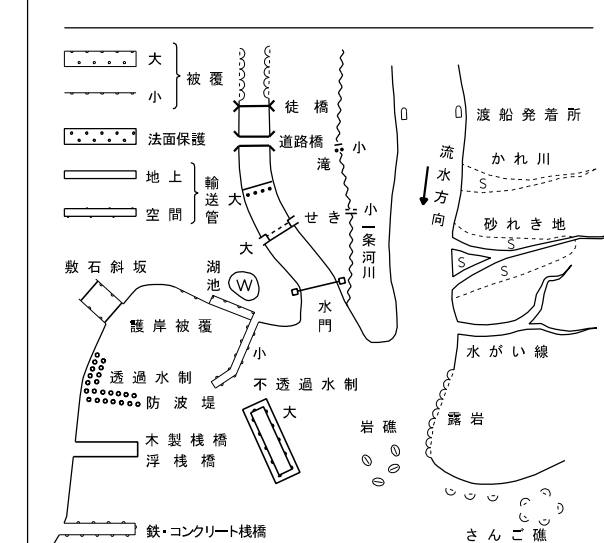 大
小
被覆
法面保護
地上
空間
輸送管
徒橋
道路橋
小
滝
大
せき
小
一条河川
大
渡船発着所
流水方向
かれ川
S
砂れき地
S
S
S
敷石斜坂
湖池
W
水門
護岸被覆
小
水がい線
透過水制
不透過水制
防波堤
大
岩礁
露岩
木製桟橋
浮桟橋
鉄・コンクリート桟橋
さんご礁